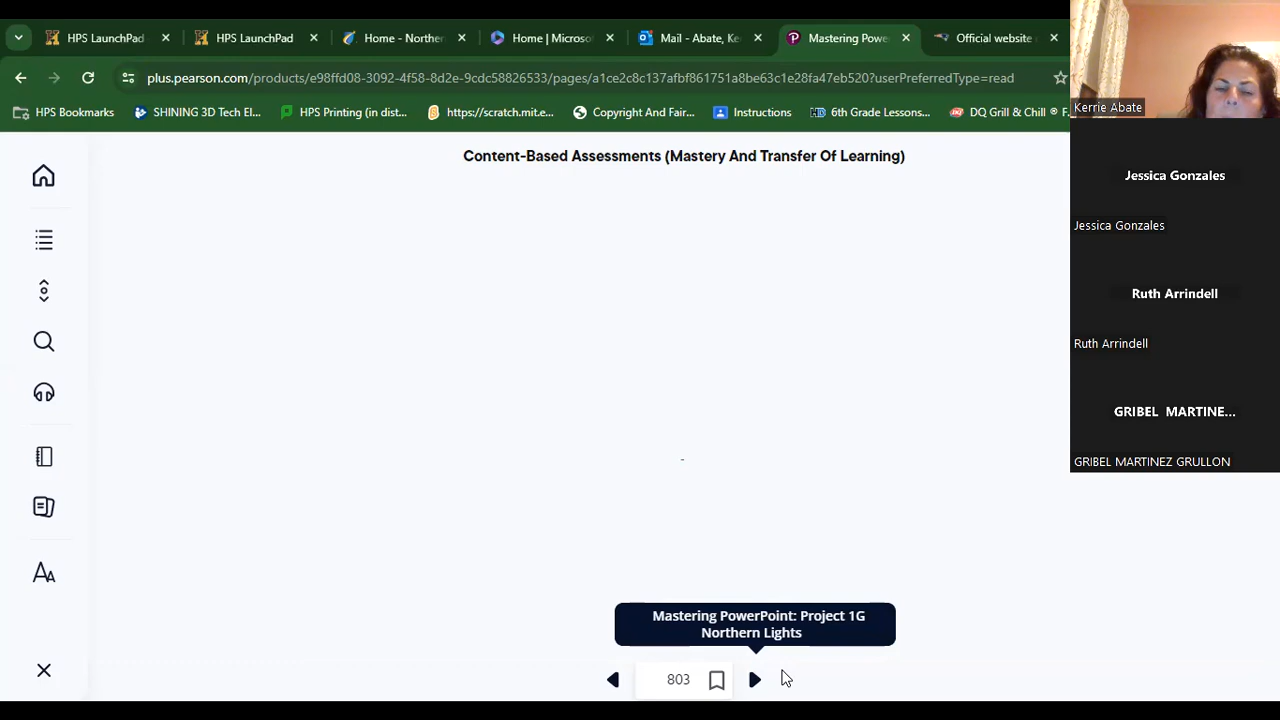 HPS LaunchPad
HPS LaunchPad
Home - Norther
Home | Microso
Mail - Abate, Ke
Mastering Powe
Official website
plus.pearson.com/products/e98ffd08-3092-4f58-8d2e-9cdc58826533/pages/a1ce2c8c137afbf861751a8be63c1e28fa47eb520?userPreferredType=read
HPS Bookmarks
SHINING 3D Tech El...
HPS Printing (in dist...
https://scratch.mit.e...
Copyright And Fair...
Instructions
6th Grade Lessons...
DQ Grill & Chill ® F
Kerrie Abate
Content-Based Assessments (Mastery And Transfer Of Learning)
Jessica Gonzales
Jessica Gonzales
Ruth Arrindell
Ruth Arrindell
GRIBEL MARTINE...
GRIBEL MARTINEZ GRULLON
Mastering PowerPoint: Project 1G
Northern Lights
803